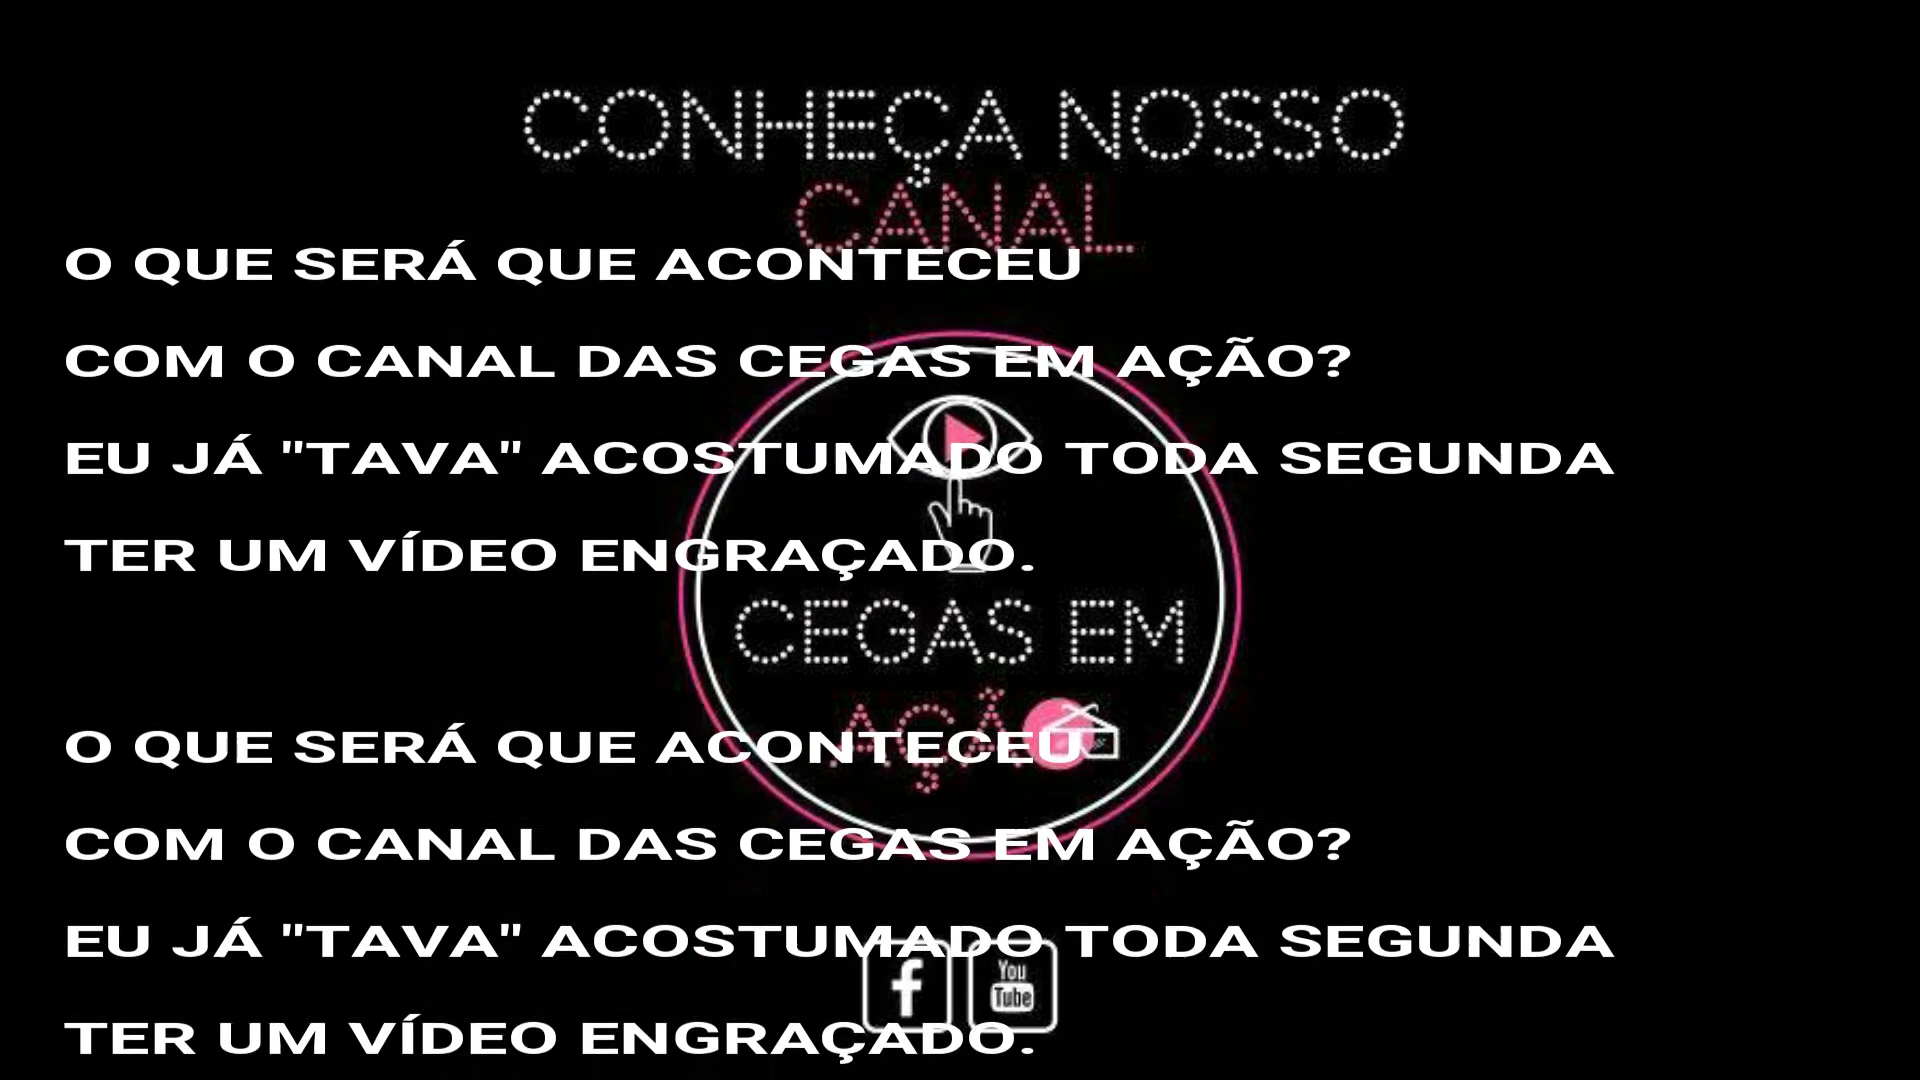 CONHEÇA NOSSO
CANAL
O QUE SERÁ QUE ACONTECEU
COM O CANAL DAS CEGAS EM AÇÃO?
EU JÁ "TAVA" ACOSTUMADO TODA SEGUNDA
TER UM VÍDEO ENGRAÇADO.
CEGAS EM
AÇÃO
O QUE SERÁ QUE ACONTECEU
COM O CANAL DAS CEGAS EM AÇÃO?
EU JÁ "TAVA" ACOSTUMADO TODA SEGUNDA
TER UM VÍDEO ENGRAÇADO.
f
You
Tube